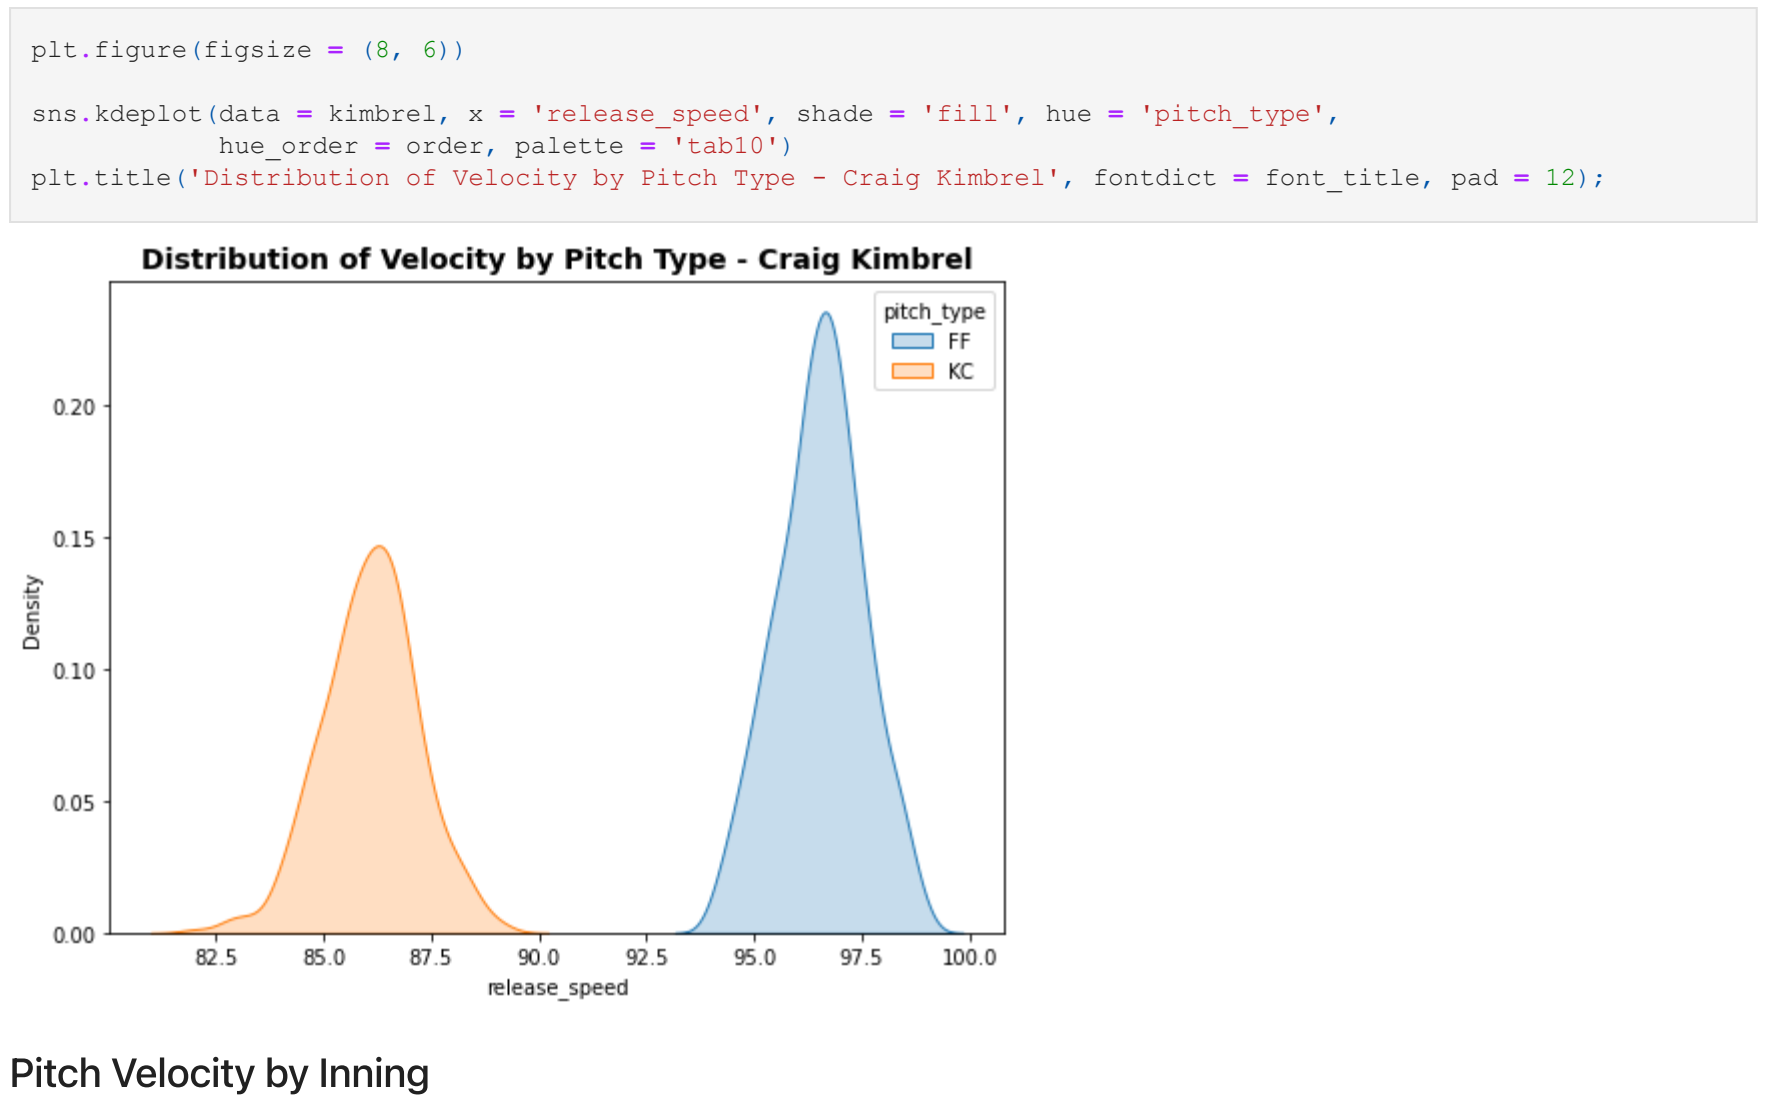 plt.figure(figsize = (8, 6))
sns.kdeplot(data = kimbrel, x = 'release_speed', shade = 'fill', hue = 'pitch_type',
hue_order = order, palette = 'tab10')
plt.title('Distribution of Velocity by Pitch Type - Craig Kimbrel', fontdict = font_title, pad = 12);
Distribution of Velocity by Pitch Type - Craig Kimbrel
pitch_type
FF
KC
0.20
0.15
0.10
0.05
0.00
Density
82.5 85.0 87.5 90.0 92.5 95.0 97.5 100.0
release_speed
Pitch Velocity by Inning